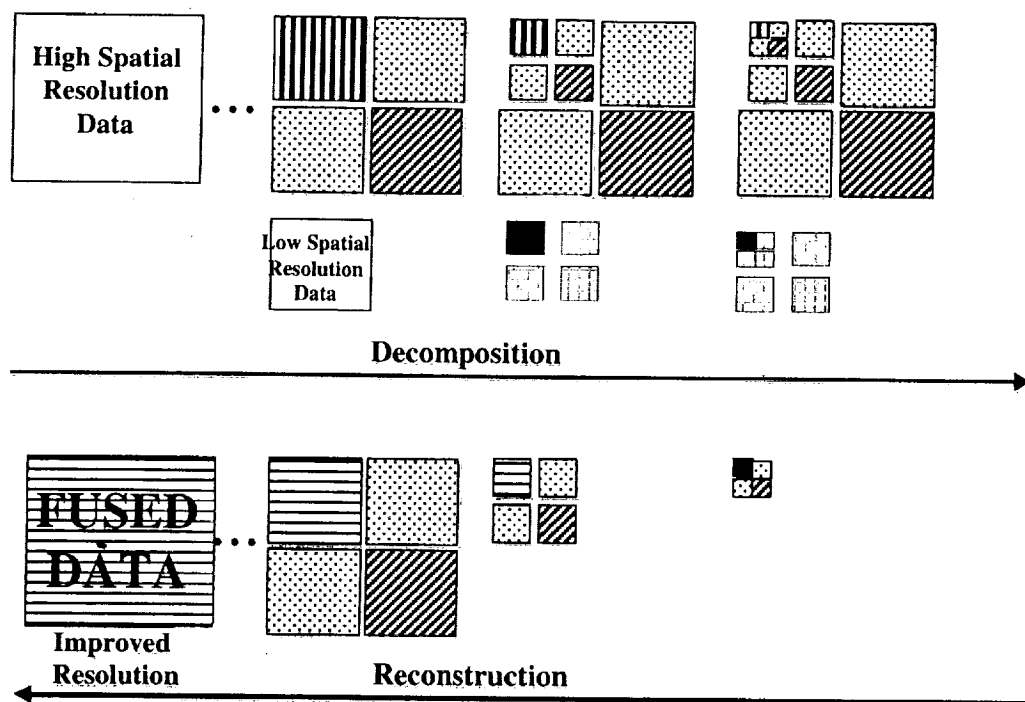 High Spatial
Resolution
Data
Low Spatial
Resolution
Data
Decomposition
FUSED
DATA
Improved
Resolution
Reconstruction